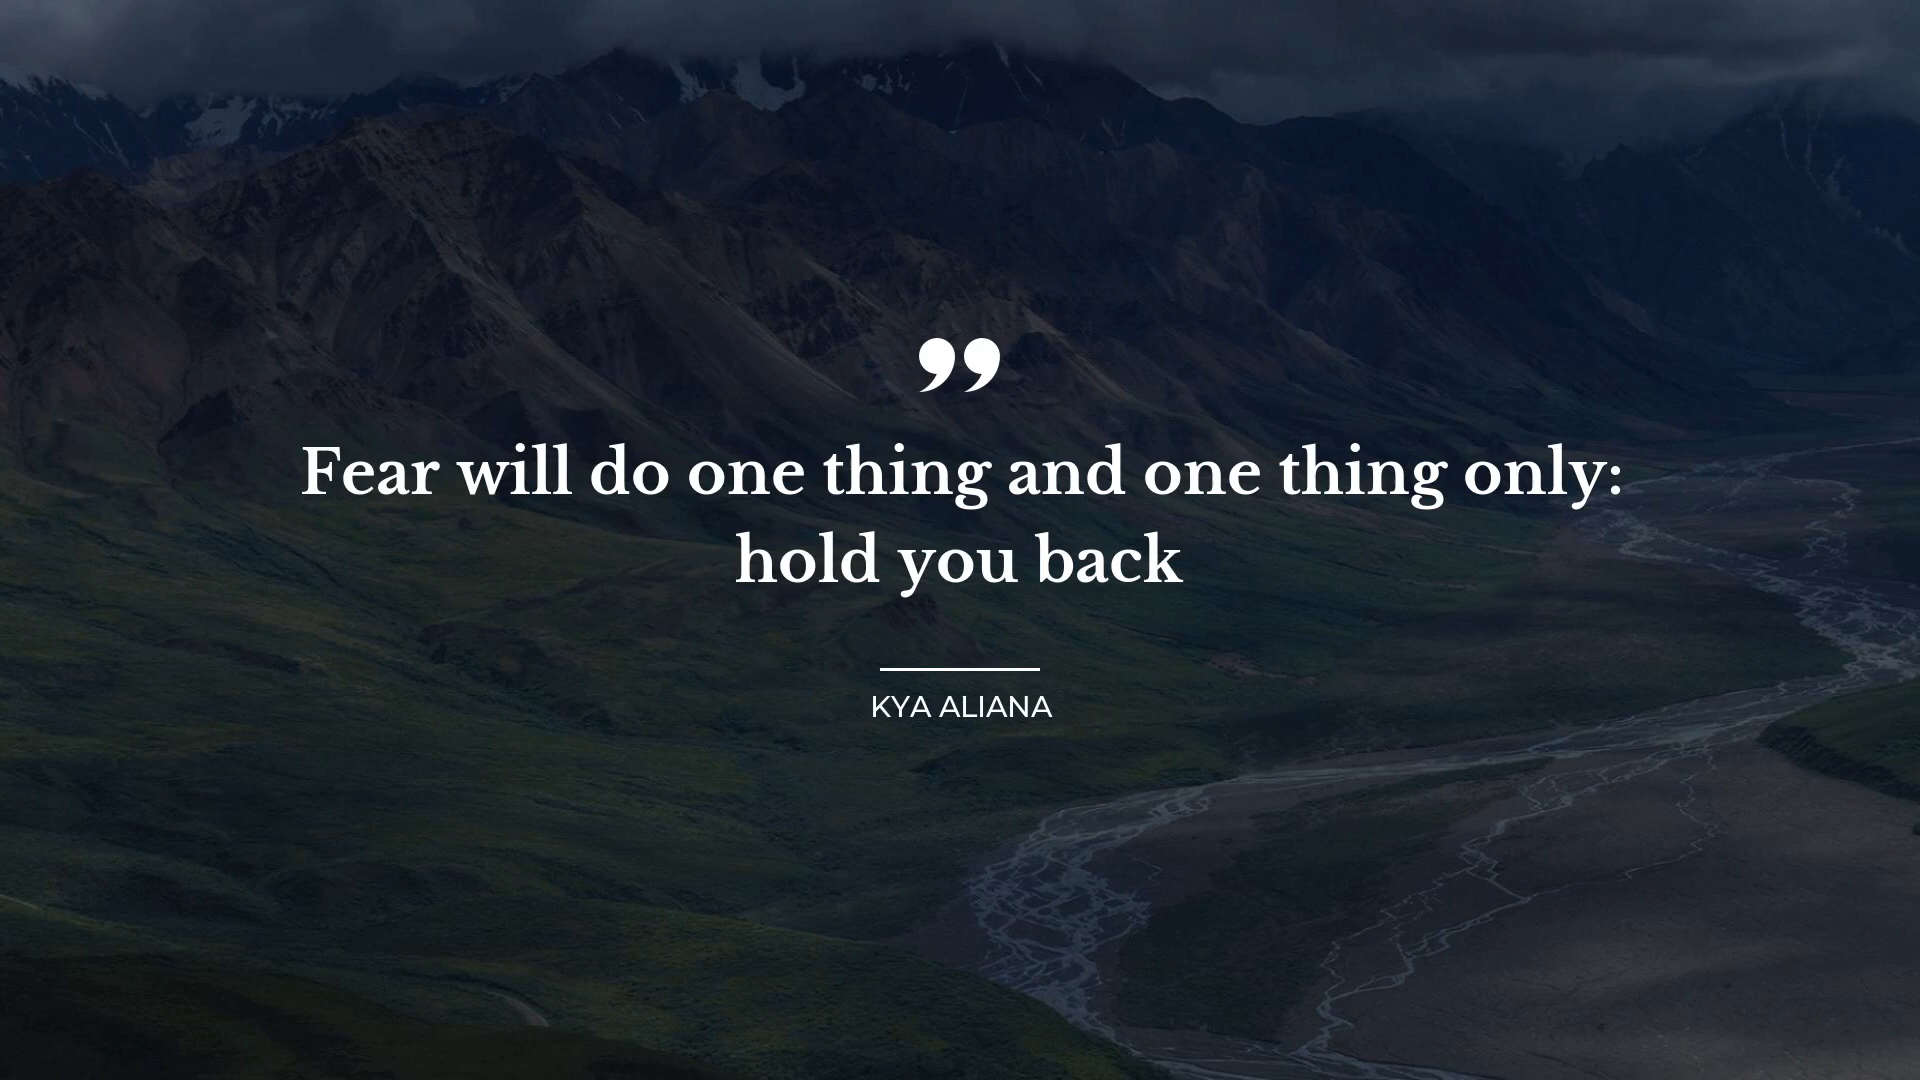 ”
Fear will do one thing and one thing only:
hold you back
KYA ALIANA